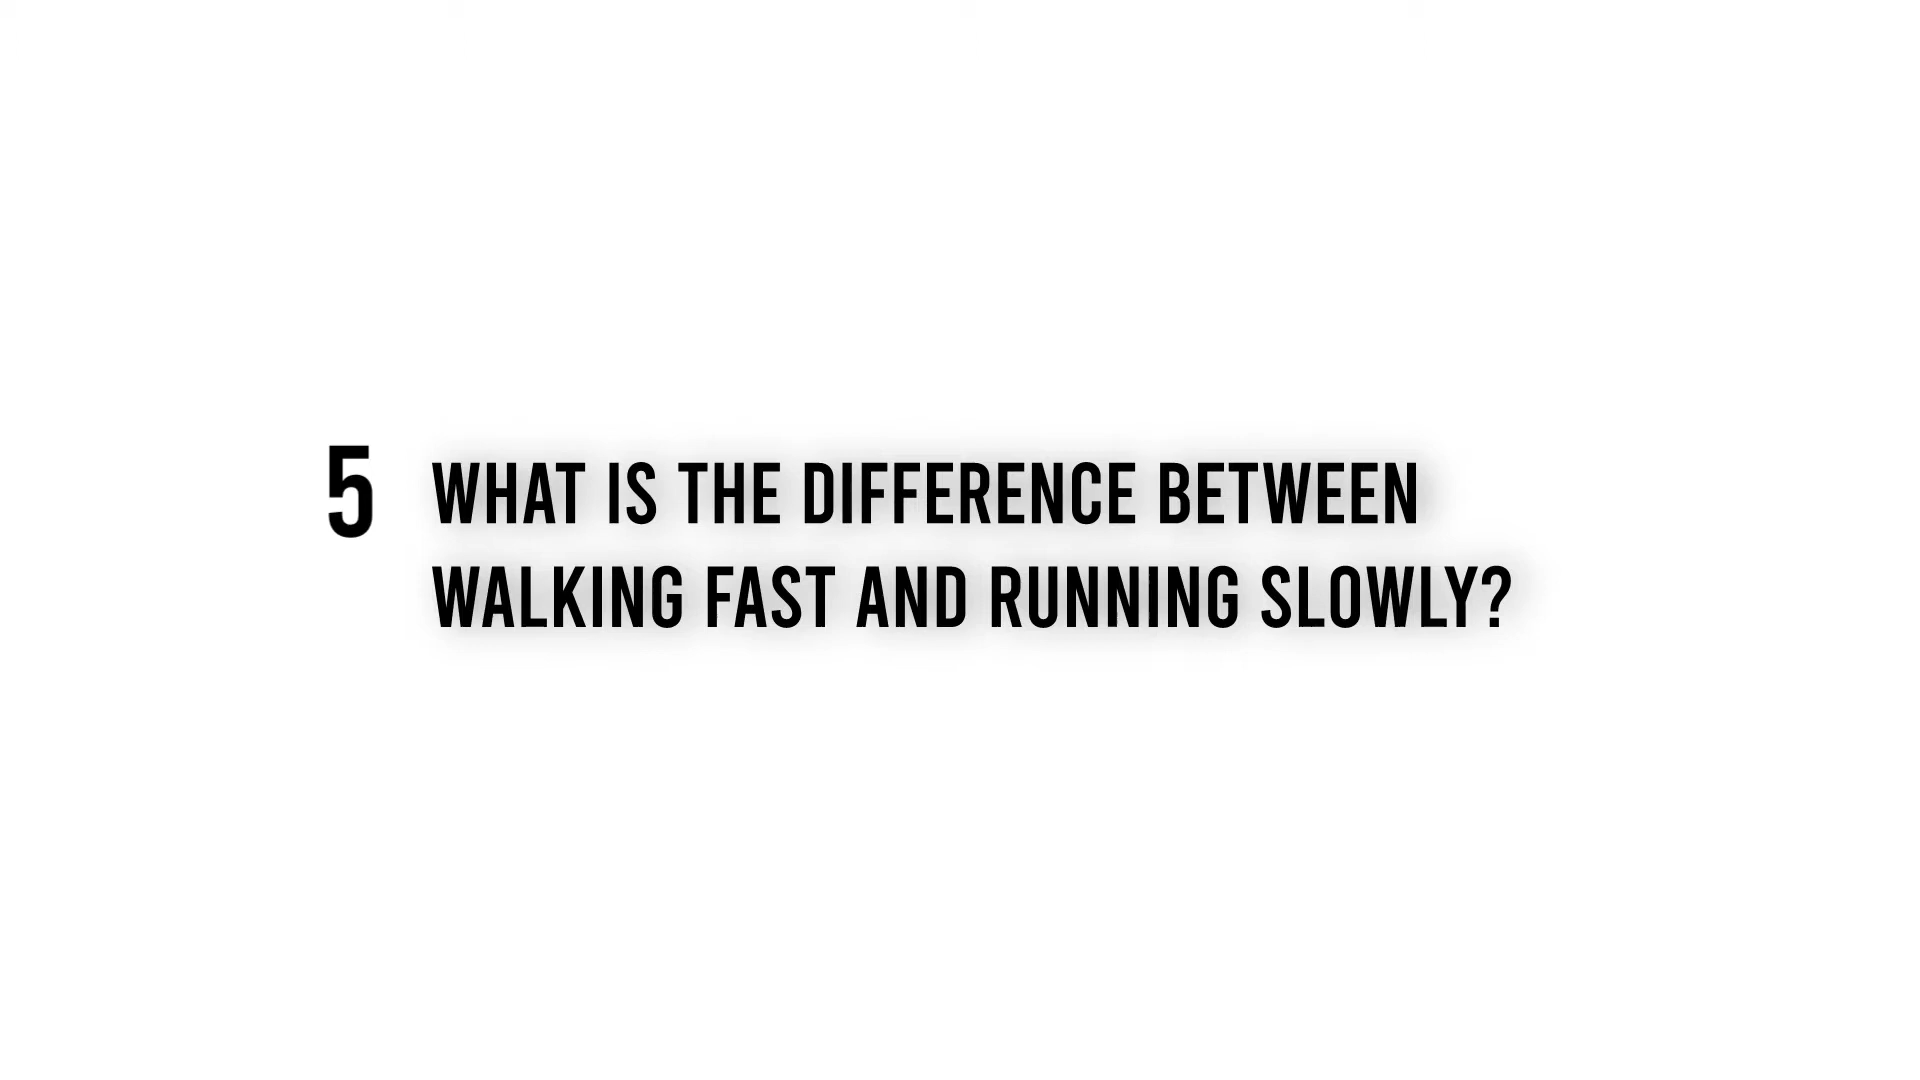 5 WHAT IS THE DIFFERENCE BETWEEN
WALKING FAST AND RUNNING SLOWLY?